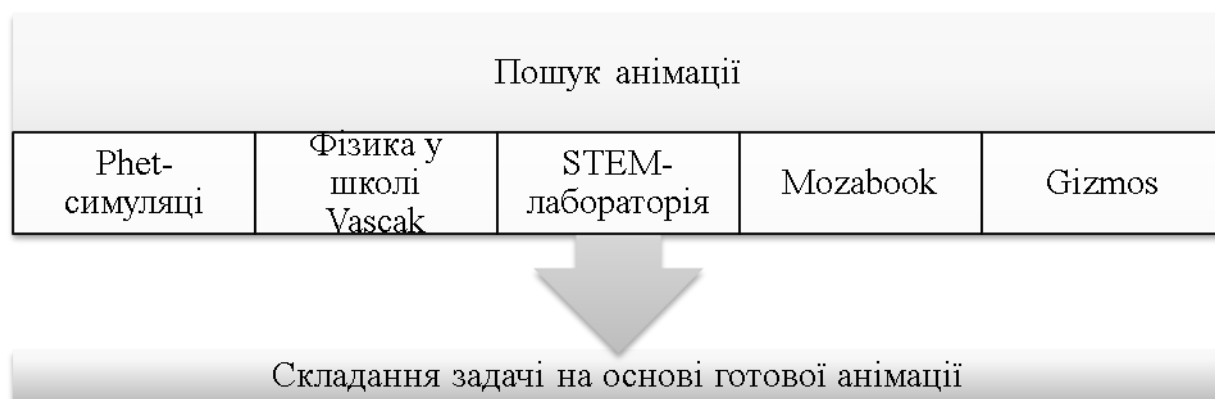 Пошук анімації
Phet-
симуляці
Фізика у
школі
Vascak
STEM-
лабораторія
Mozabook
Gizmos
Складання задачі на основі готової анімації